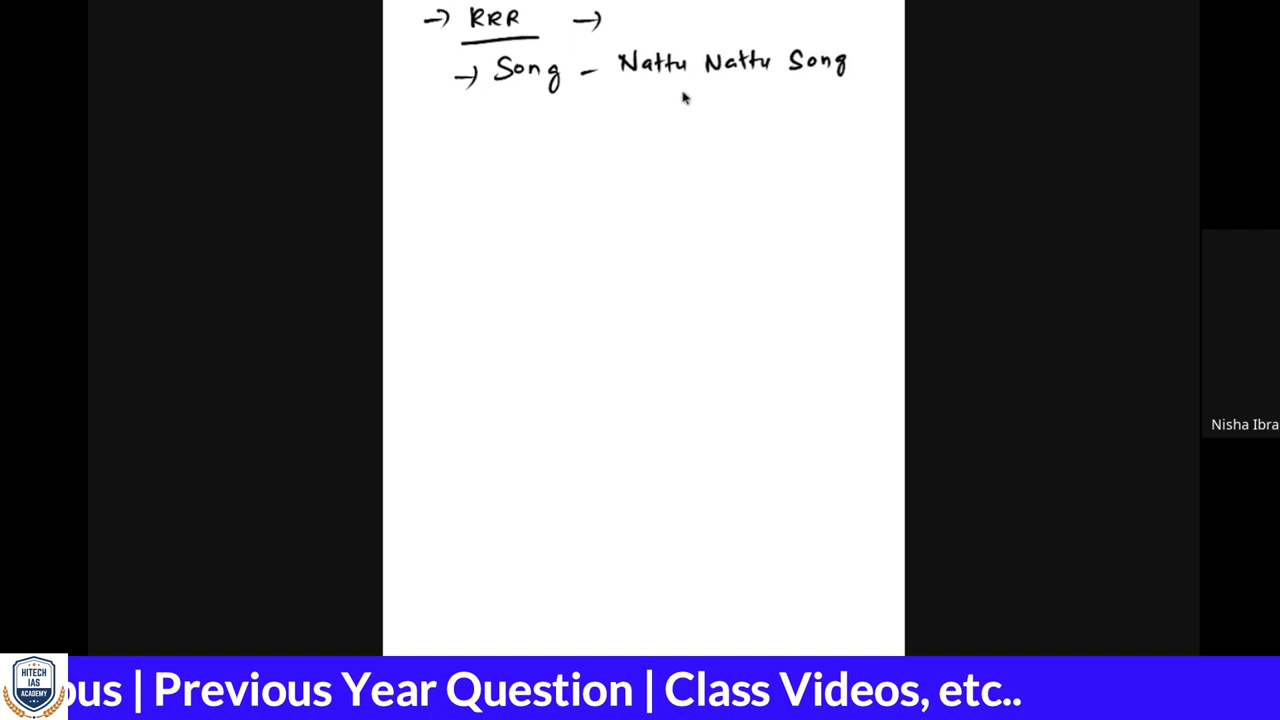 → RRR →
→ Song - Nattu Nattu Song
Nisha Ibra
HITECH
IAS
ACADEMY
ous | Previous Year Question | Class Videos, etc..